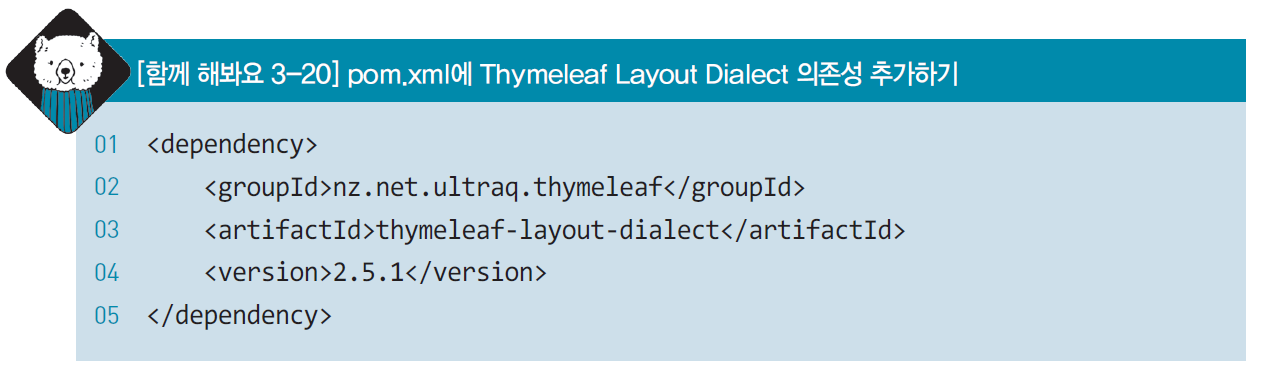 [함께 해봐요 3-20] pom.xml에 Thymeleaf Layout Dialect 의존성 추가하기
01 <dependency>
02     <groupId>nz.net.ultraq.thymeleaf</groupId>
03     <artifactId>thymeleaf-layout-dialect</artifactId>
04     <version>2.5.1</version>
05 </dependency>